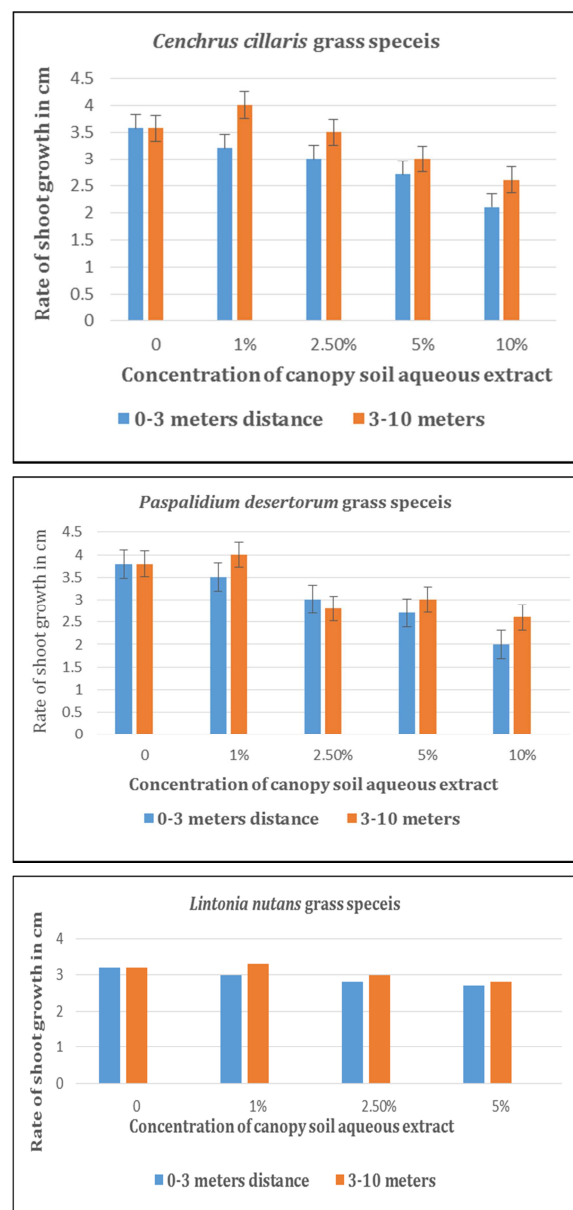 Cenchrus cillaris grass speceis
4.5
4
3.5
3
2.5
2
1.5
1
0.5
0
Rate of shoot growth in cm
0 1% 2.50% 5% 10%
Concentration of canopy soil aqueous extract
0-3 meters distance 3-10 meters
Paspalidium desertorum grass speceis
4.5
4
3.5
3
2.5
2
1.5
1
0.5
0
Rate of shoot growth in cm
0 1% 2.50% 5% 10%
Concentration of canopy soil aqueous extract
0-3 meters distance 3-10 meters
Lintonia nutans grass speceis
4
3
2
1
0
Rate of shoot growth in cm
0 1% 2.50% 5%
Concentration of canopy soil aqueous extract
0-3 meters distance 3-10 meters